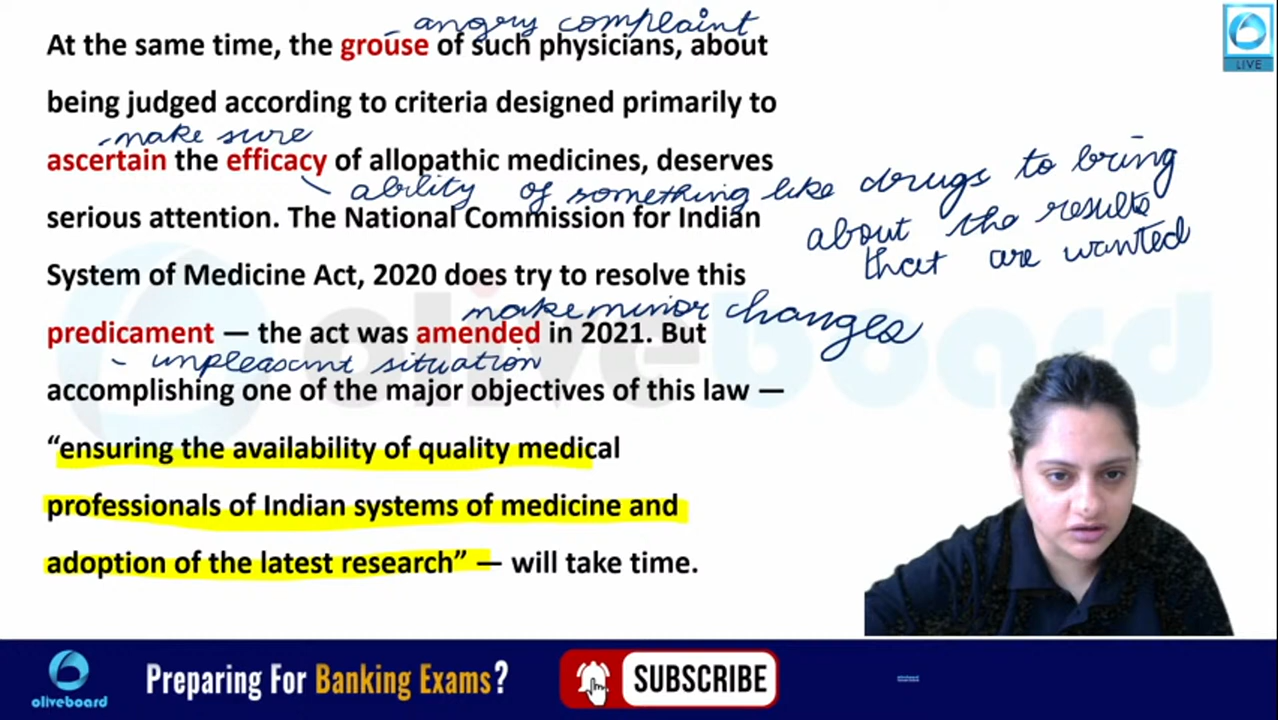 - angry complaint
At the same time, the grouse of such physicians, about
being judged according to criteria designed primarily to
- make sure
ascertain the efficacy of allopathic medicines, deserves
- ability of something like drugs to bring
about the results
that are wanted
serious attention. The National Commission for Indian
System of Medicine Act, 2020 does try to resolve this
make minor changes
predicament — the act was amended in 2021. But
- unpleasant situation
accomplishing one of the major objectives of this law —
“ensuring the availability of quality medical
professionals of Indian systems of medicine and
adoption of the latest research” — will take time.
LIVE
oliveboard
oliveboard
Preparing For Banking Exams?
SUBSCRIBE